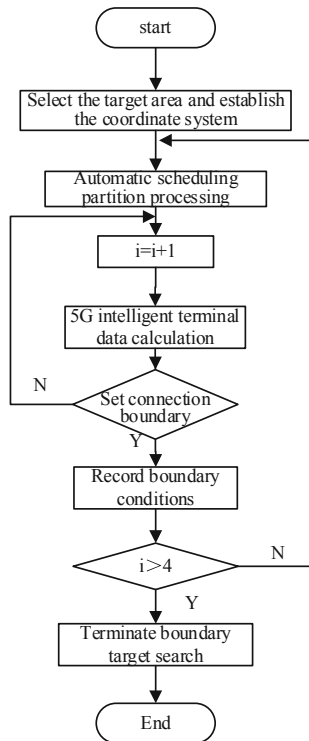 start
Select the target area and establish
the coordinate system
Automatic scheduling
partition processing
i=i+1
5G intelligent terminal
data calculation
N
Set connection
boundary
Y
Record boundary
conditions
i＞4
N
Y
Terminate boundary
target search
End